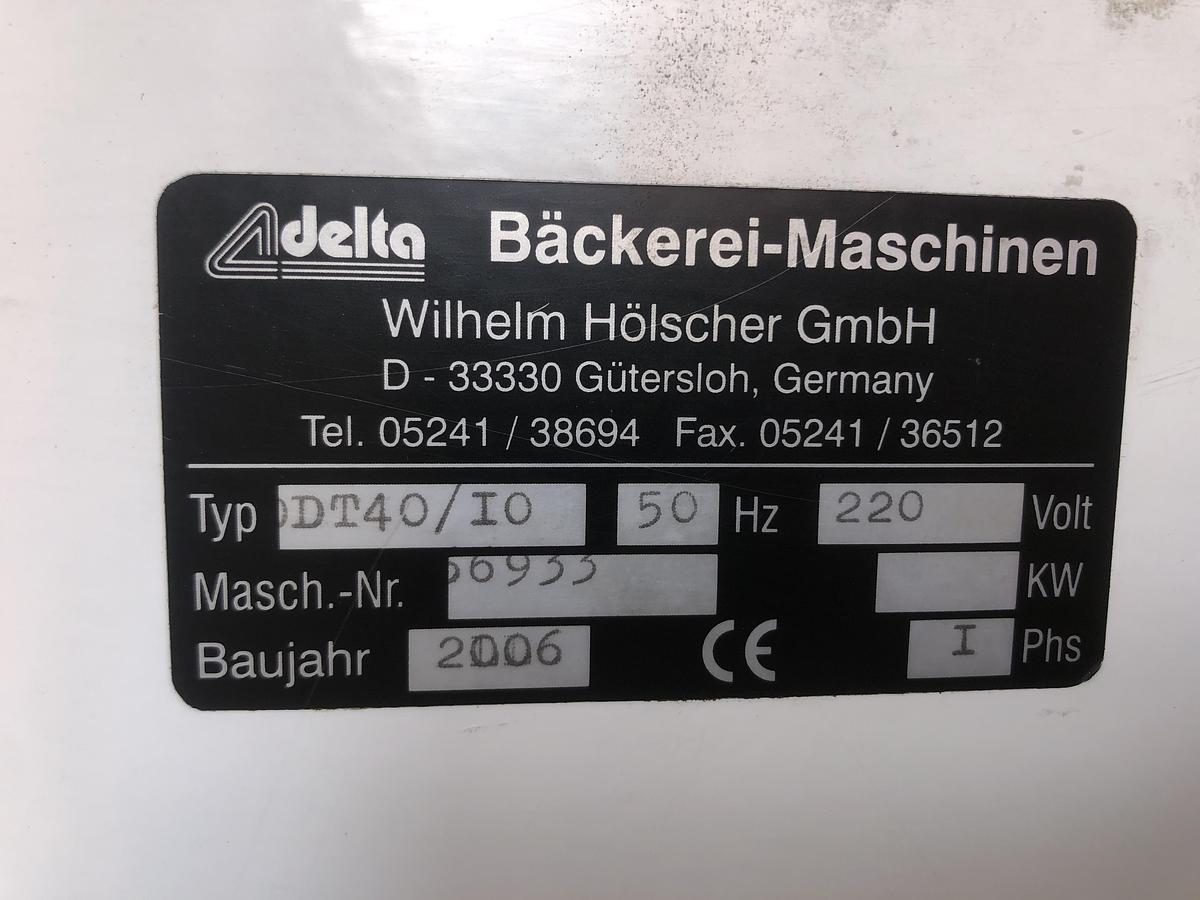 delta Bäckerei-Maschinen
Wilhelm Hölscher GmbH
D - 33330 Gütersloh, Germany
Tel. 05241 / 38694 Fax. 05241 / 36512
Typ DT40/I0 50 Hz 220 Volt
Masch.-Nr. KW
Baujahr 2006 CE I Phs